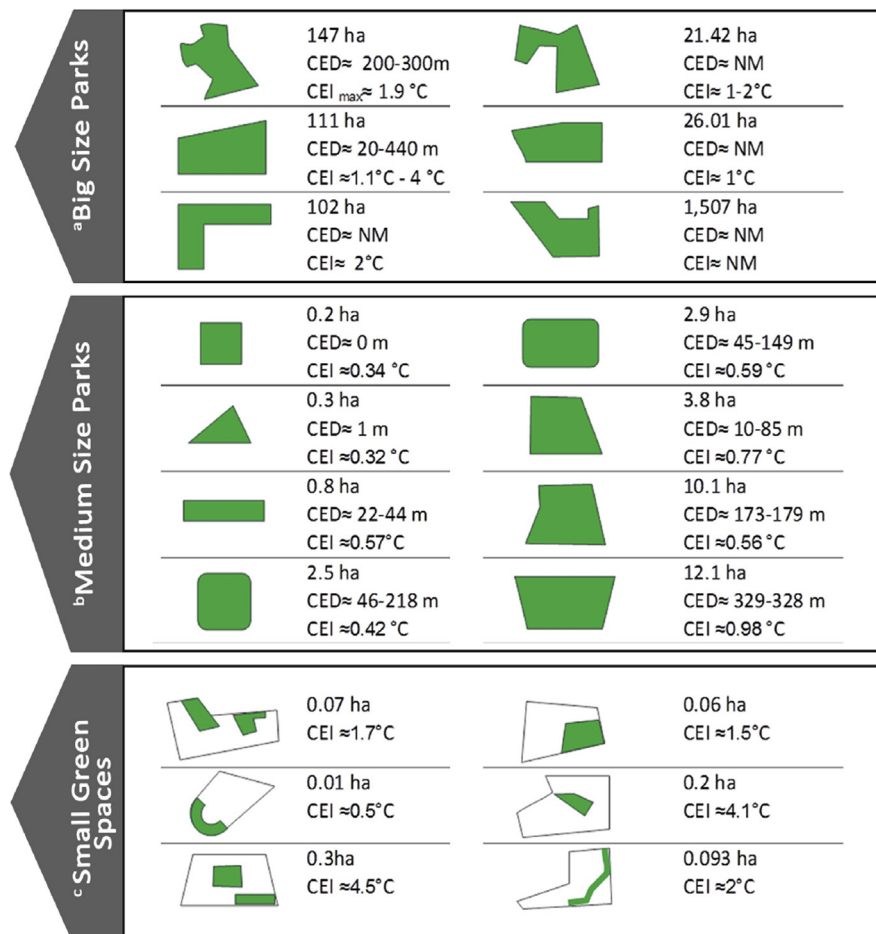 ᵃBig Size Parks
147 ha
CED≈ 200-300m
CEI max≈ 1.9 °C
21.42 ha
CED≈ NM
CEI≈ 1-2°C
111 ha
CED≈ 20-440 m
CEI ≈1.1°C - 4 °C
26.01 ha
CED≈ NM
CEI≈ 1°C
102 ha
CED≈ NM
CEI≈ 2°C
1,507 ha
CED≈ NM
CEI≈ NM
ᵇMedium Size Parks
0.2 ha
CED≈ 0 m
CEI ≈0.34 °C
2.9 ha
CED≈ 45-149 m
CEI ≈0.59 °C
0.3 ha
CED≈ 1 m
CEI ≈0.32 °C
3.8 ha
CED≈ 10-85 m
CEI ≈0.77 °C
0.8 ha
CED≈ 22-44 m
CEI ≈0.57°C
10.1 ha
CED≈ 173-179 m
CEI ≈0.56 °C
2.5 ha
CED≈ 46-218 m
CEI ≈0.42 °C
12.1 ha
CED≈ 329-328 m
CEI ≈0.98 °C
ᶜ Small Green
Spaces
0.07 ha
CEI ≈1.7°C
0.06 ha
CEI ≈1.5°C
0.01 ha
CEI ≈0.5°C
0.2 ha
CEI ≈4.1°C
0.3ha
CEI ≈4.5°C
0.093 ha
CEI ≈2°C